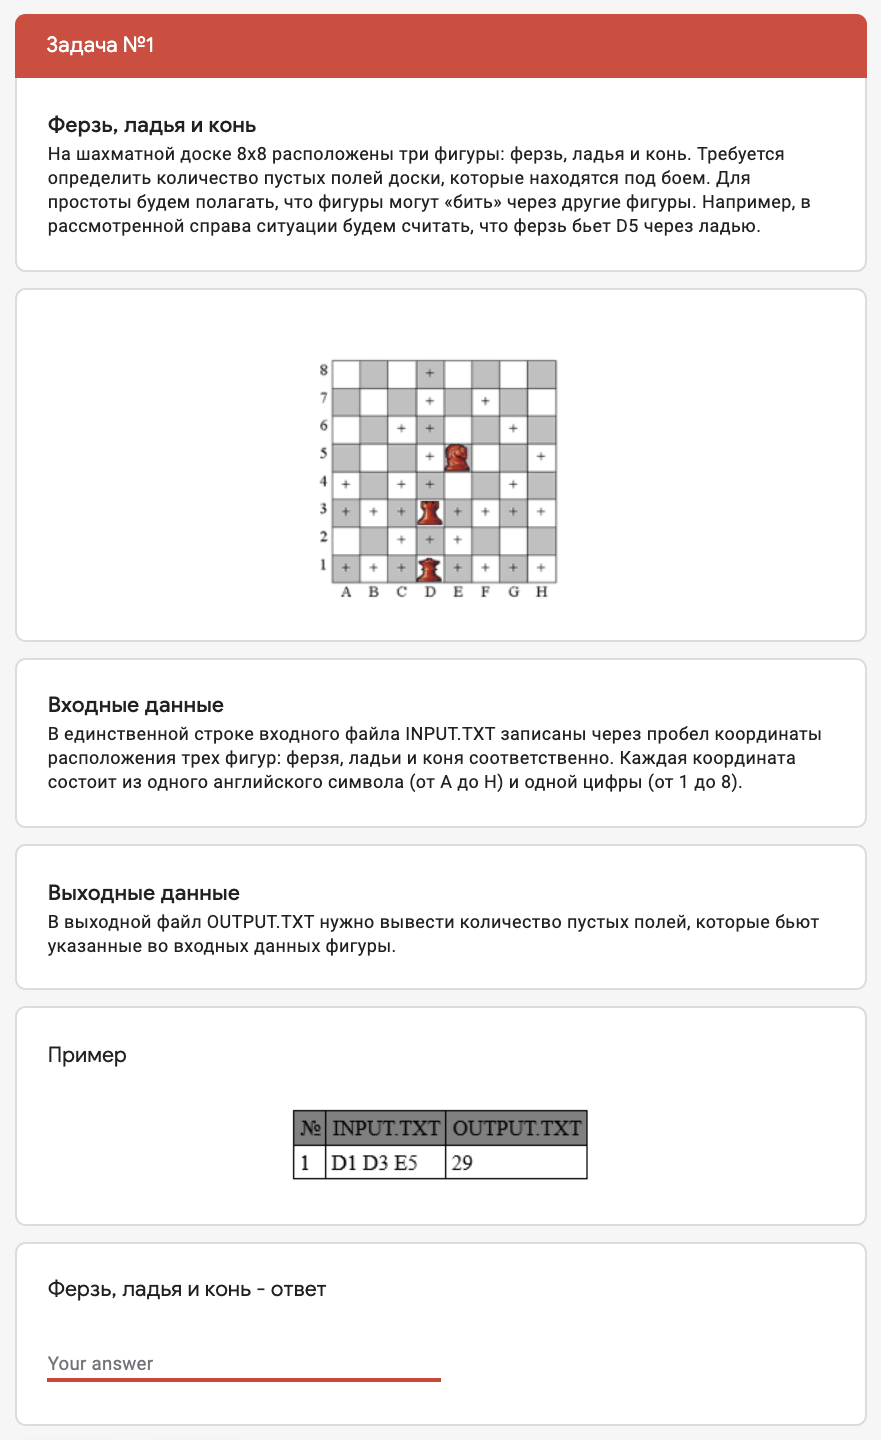 Задача №1
Ферзь, ладья и конь
На шахматной доске 8x8 расположены три фигуры: ферзь, ладья и конь. Требуется
определить количество пустых полей доски, которые находятся под боем. Для
простоты будем полагать, что фигуры могут «бить» через другие фигуры. Например, в
рассмотренной справа ситуации будем считать, что ферзь бьет D5 через ладью.
8 +
7 + +
6 + + +
5 + +
4 + + + +
3 + + + + + + +
2 + + +
1 + + + + + + +
A B C D E F G H
Входные данные
В единственной строке входного файла INPUT.TXT записаны через пробел координаты
расположения трех фигур: ферзя, ладьи и коня соответственно. Каждая координата
состоит из одного английского символа (от A до H) и одной цифры (от 1 до 8).
Выходные данные
В выходной файл OUTPUT.TXT нужно вывести количество пустых полей, которые бьют
указанные во входных данных фигуры.
Пример
№ INPUT.TXT OUTPUT.TXT
1 D1 D3 E5 29
Ферзь, ладья и конь - ответ
Your answer